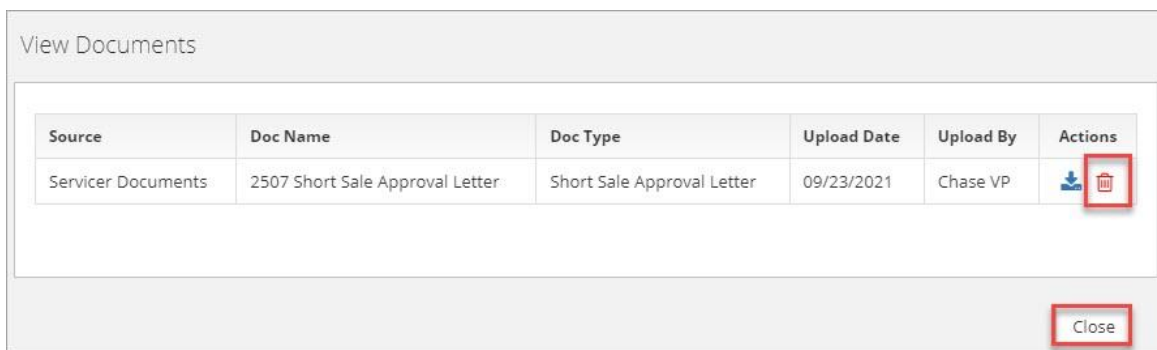 View Documents
Source Doc Name Doc Type Upload Date Upload By Actions
Servicer Documents 2507 Short Sale Approval Letter Short Sale Approval Letter 09/23/2021 Chase VP
Close